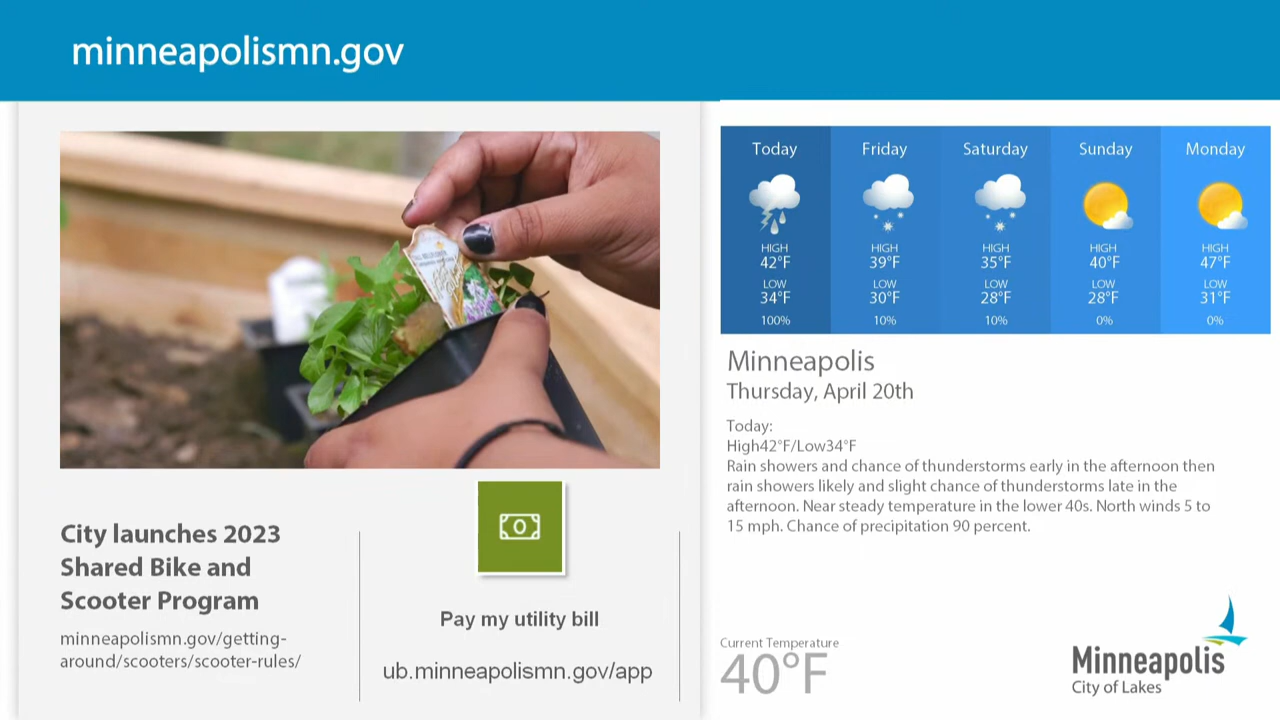 minneapolismn.gov
City launches 2023
Shared Bike and
Scooter Program
minneapolismn.gov/getting-
around/scooters/scooter-rules/
Pay my utility bill
ub.minneapolismn.gov/app
Today
HIGH
42°F
LOW
34°F
100%
Friday
HIGH
39°F
LOW
30°F
10%
Saturday
HIGH
35°F
LOW
28°F
10%
Sunday
HIGH
40°F
LOW
28°F
0%
Monday
HIGH
47°F
LOW
31°F
0%
Minneapolis
Thursday, April 20th
Today:
High42°F/Low34°F
Rain showers and chance of thunderstorms early in the afternoon then
rain showers likely and slight chance of thunderstorms late in the
afternoon. Near steady temperature in the lower 40s. North winds 5 to
15 mph. Chance of precipitation 90 percent.
Current Temperature
40°F
Minneapolis
City of Lakes